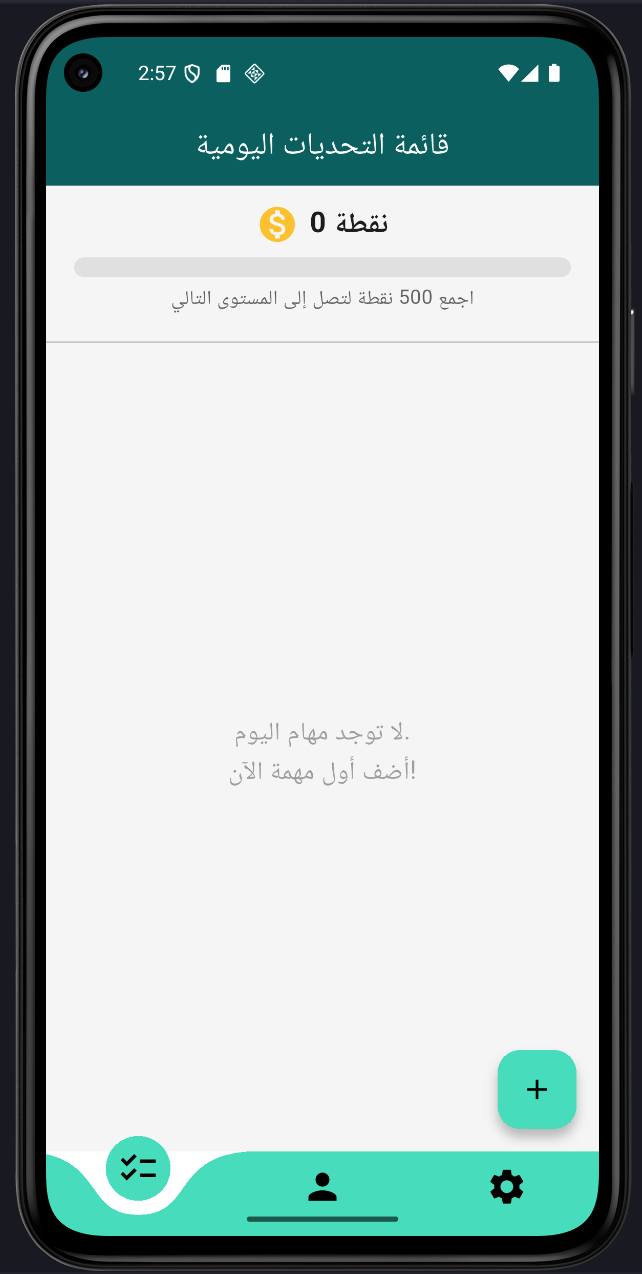 2:57
قائمة التحديات اليومية
0 نقطة
اجمع 500 نقطة لتصل إلى المستوى التالي
لا توجد مهام اليوم.
أضف أول مهمة الآن!